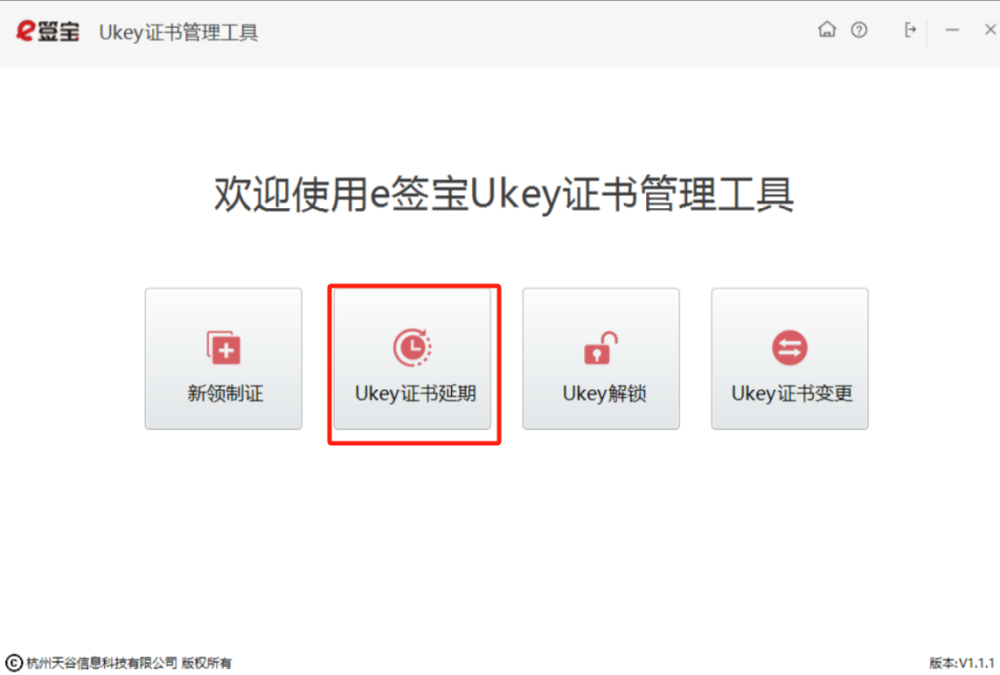 e签宝 Ukey证书管理工具
欢迎使用e签宝Ukey证书管理工具
新领制证 Ukey证书延期 Ukey解锁 Ukey证书变更
©杭州天谷信息科技有限公司 版权所有 版本:V1.1.1